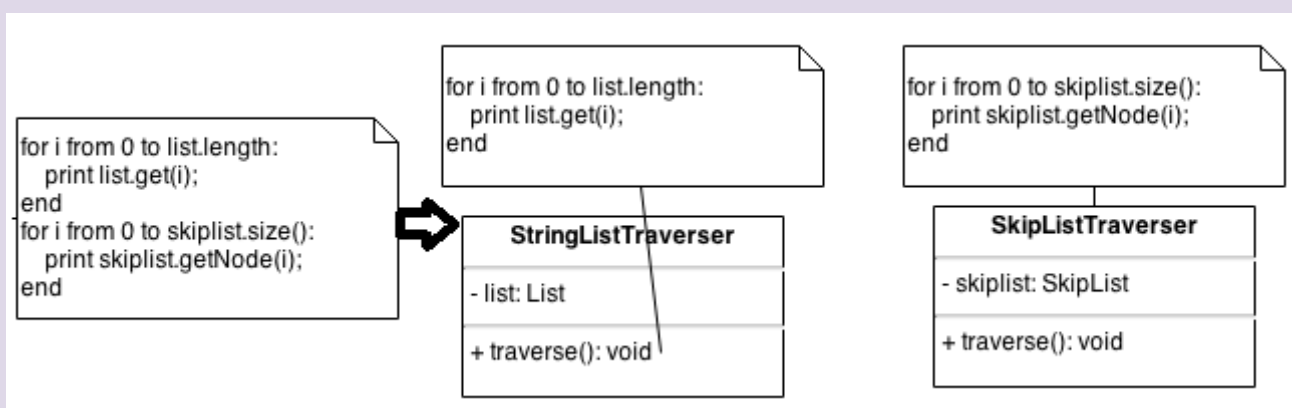 for i from 0 to list.length:
print list.get(i);
end
for i from 0 to skiplist.size():
print skiplist.getNode(i);
end
for i from 0 to list.length:
print list.get(i);
end
StringListTraverser
- list: List
+ traverse(): void
for i from 0 to skiplist.size():
print skiplist.getNode(i);
end
SkipListTraverser
- skiplist: SkipList
+ traverse(): void